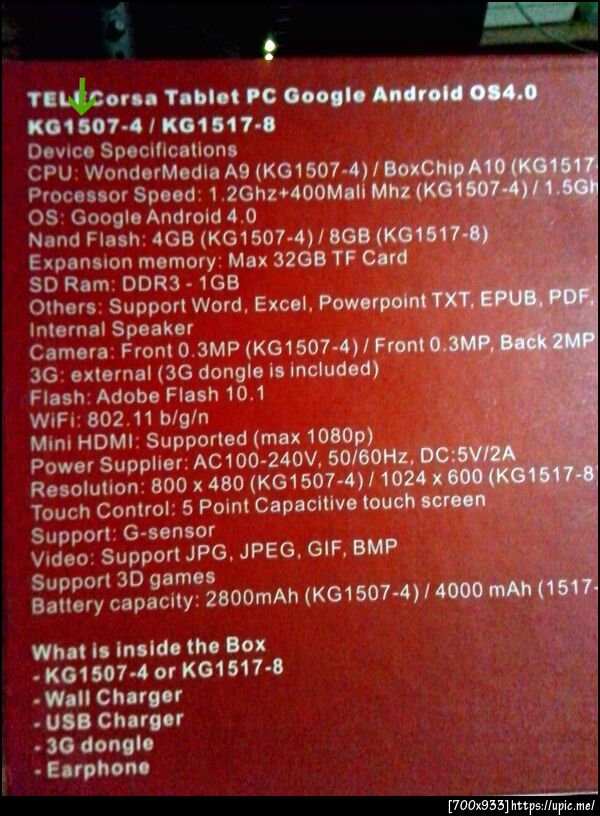 TELECorsa Tablet PC Google Android OS4.0
KG1507-4 / KG1517-8
Device Specifications
CPU: WonderMedia A9 (KG1507-4) / BoxChip A10 (KG1517-
Processor Speed: 1.2Ghz+400Mali Mhz (KG1507-4) / 1.5Gh
OS: Google Android 4.0
Nand Flash: 4GB (KG1507-4) / 8GB (KG1517-8)
Expansion memory: Max 32GB TF Card
SD Ram: DDR3 - 1GB
Others: Support Word, Excel, Powerpoint TXT, EPUB, PDF,
Internal Speaker
Camera: Front 0.3MP (KG1507-4) / Front 0.3MP, Back 2MP
3G: external (3G dongle is included)
Flash: Adobe Flash 10.1
WiFi: 802.11 b/g/n
Mini HDMI: Supported (max 1080p)
Power Supplier: AC100-240V, 50/60Hz, DC:5V/2A
Resolution: 800 x 480 (KG1507-4) / 1024 x 600 (KG1517-8
Touch Control: 5 Point Capacitive touch screen
Support: G-sensor
Video: Support JPG, JPEG, GIF, BMP
Support 3D games
Battery capacity: 2800mAh (KG1507-4) / 4000 mAh (1517-
What is inside the Box
- KG1507-4 or KG1517-8
- Wall Charger
- USB Charger
- 3G dongle
- Earphone
[700x933]https://upic.me/